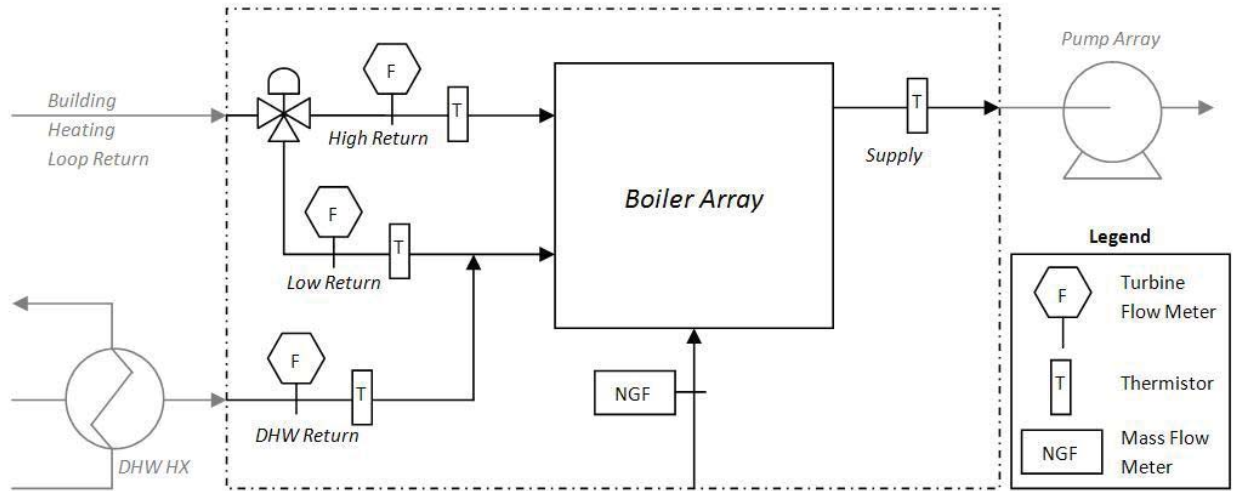 Pump Array
Building
Heating
Loop Return
F
T
High Return
T
Supply
Boiler Array
F
T
Low Return
F
T
DHW Return
DHW HX
NGF
Legend
F
Turbine
Flow Meter
T
Thermistor
NGF
Mass Flow
Meter